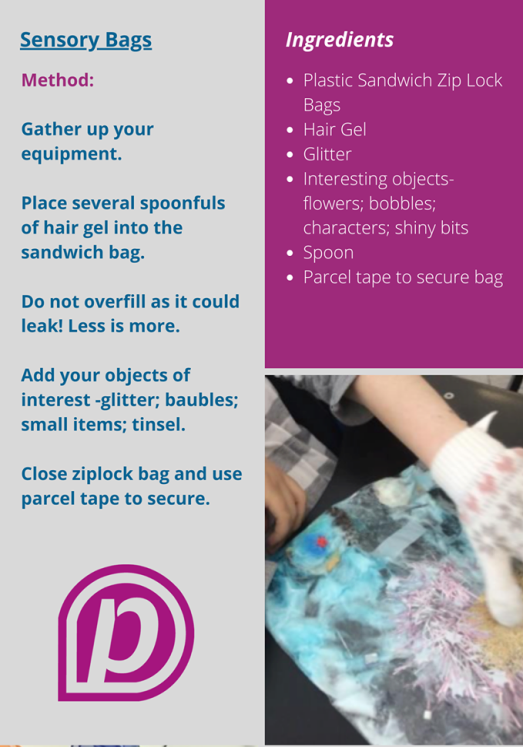 Sensory Bags
Method:
Gather up your
equipment.
Place several spoonfuls
of hair gel into the
sandwich bag.
Do not overfill as it could
leak! Less is more.
Add your objects of
interest -glitter; baubles;
small items; tinsel.
Close ziplock bag and use
parcel tape to secure.
p
Ingredients
• Plastic Sandwich Zip Lock
Bags
• Hair Gel
• Glitter
• Interesting objects-
flowers; bobbles;
characters; shiny bits
• Spoon
• Parcel tape to secure bag